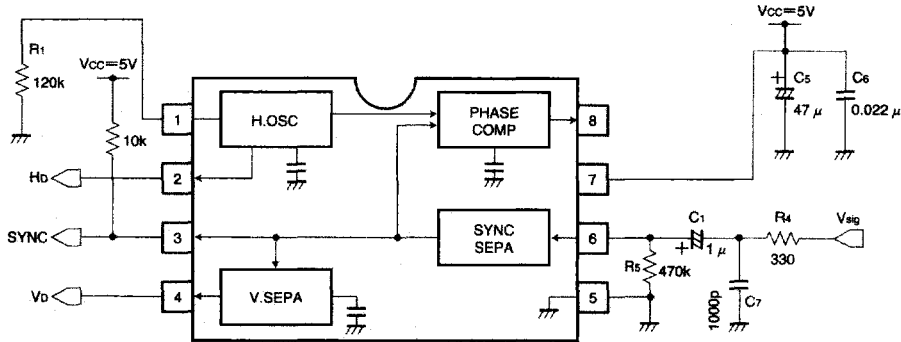 R1
120k
VCC=5V
10k
HD
SYNC
VD
1
2
3
4
H.OSC
PHASE
COMP
SYNC
SEPA
V.SEPA
8
7
6
5
VCC=5V
+
C5
47 μ
C6
0.022 μ
C1
+
1 μ
R4
330
Vsig
R5
470k
1000p
C7